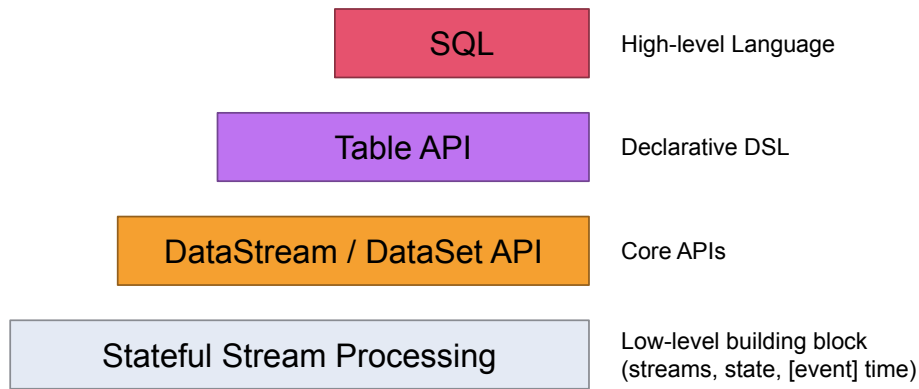 SQL
High-level Language
Table API
Declarative DSL
DataStream / DataSet API
Core APIs
Stateful Stream Processing
Low-level building block
(streams, state, [event] time)